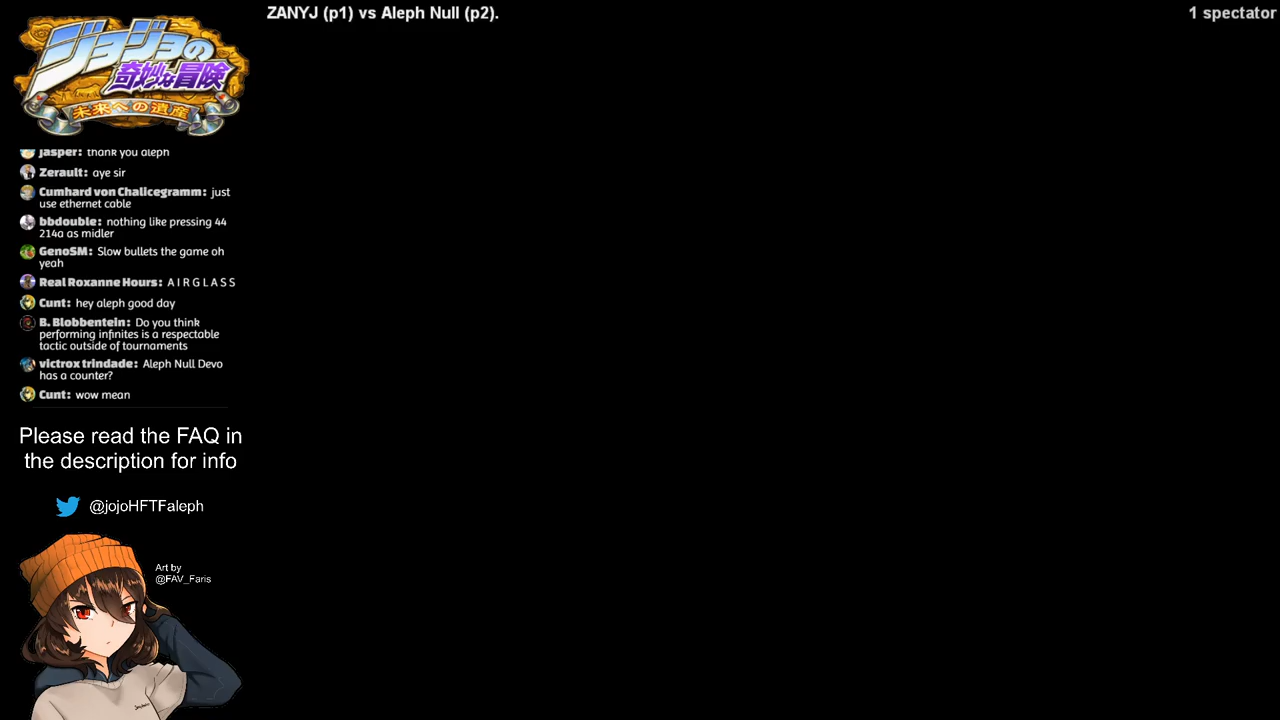 ZANYJ (p1) vs Aleph Null (p2).
1 spectator
ジョジョの
奇妙な冒険
未来への遺産
jasper: thank you aleph
Zerault: aye sir
Cumhard von Chalicegramm: just
use ethernet cable
bbdouble: nothing like pressing 44
214a as midler
GenoSM: Slow bullets the game oh
yeah
Real Roxanne Hours: A I R G L A S S
Cunt: hey aleph good day
B. Blobbentein: Do you think
performing infinites is a respectable
tactic outside of tournaments
victrox trindade: Aleph Null Devo
has a counter?
Cunt: wow mean
Please read the FAQ in
the description for info
@jojoHFTFaleph
Art by
@FAV_Faris